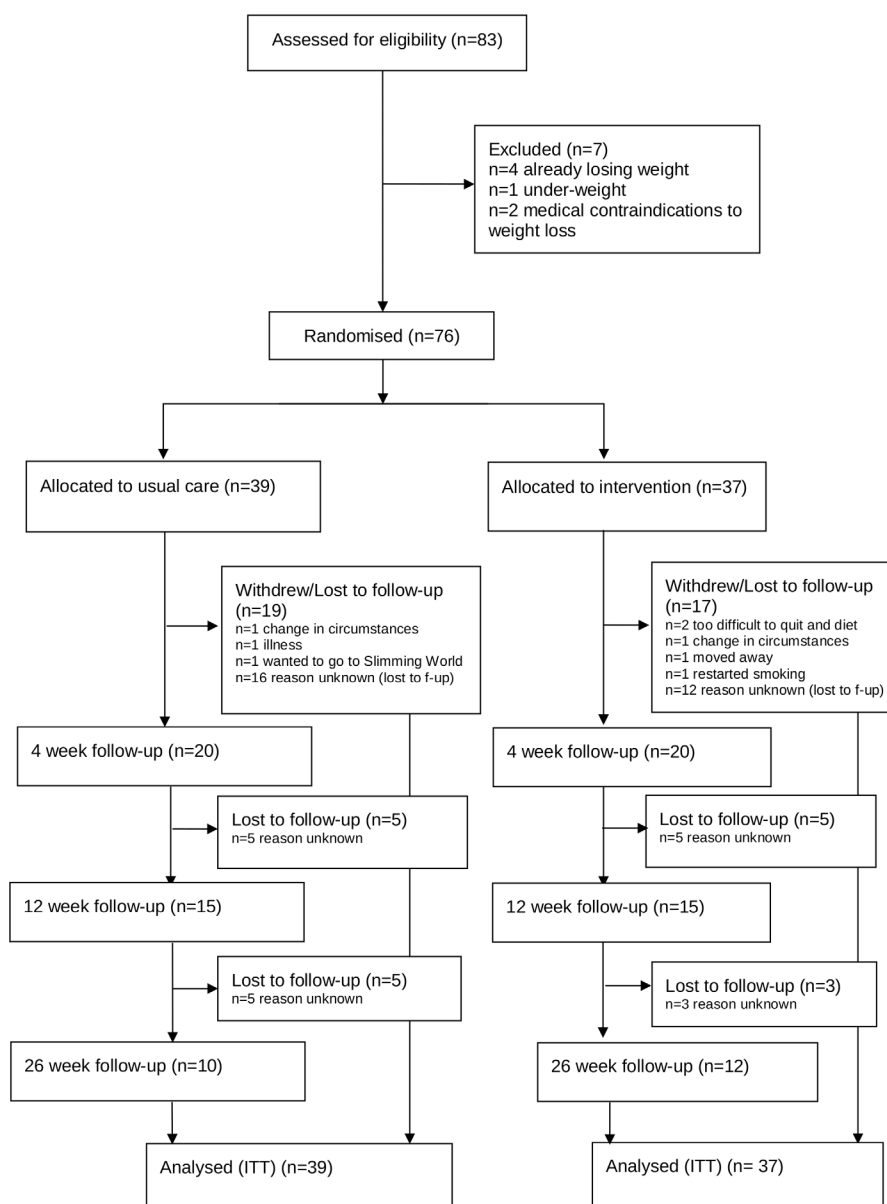 Assessed for eligibility (n=83)
Excluded (n=7)
n=4 already losing weight
n=1 under-weight
n=2 medical contraindications to
weight loss
Randomised (n=76)
Allocated to usual care (n=39)
Allocated to intervention (n=37)
Withdrew/Lost to follow-up
(n=19)
n=1 change in circumstances
n=1 illness
n=1 wanted to go to Slimming World
n=16 reason unknown (lost to f-up)
Withdrew/Lost to follow-up
(n=17)
n=2 too difficult to quit and diet
n=1 change in circumstances
n=1 moved away
n=1 restarted smoking
n=12 reason unknown (lost to f-up)
4 week follow-up (n=20)
4 week follow-up (n=20)
Lost to follow-up (n=5)
n=5 reason unknown
Lost to follow-up (n=5)
n=5 reason unknown
12 week follow-up (n=15)
12 week follow-up (n=15)
Lost to follow-up (n=5)
n=5 reason unknown
Lost to follow-up (n=3)
n=3 reason unknown
26 week follow-up (n=10)
26 week follow-up (n=12)
Analysed (ITT) (n=39)
Analysed (ITT) (n= 37)